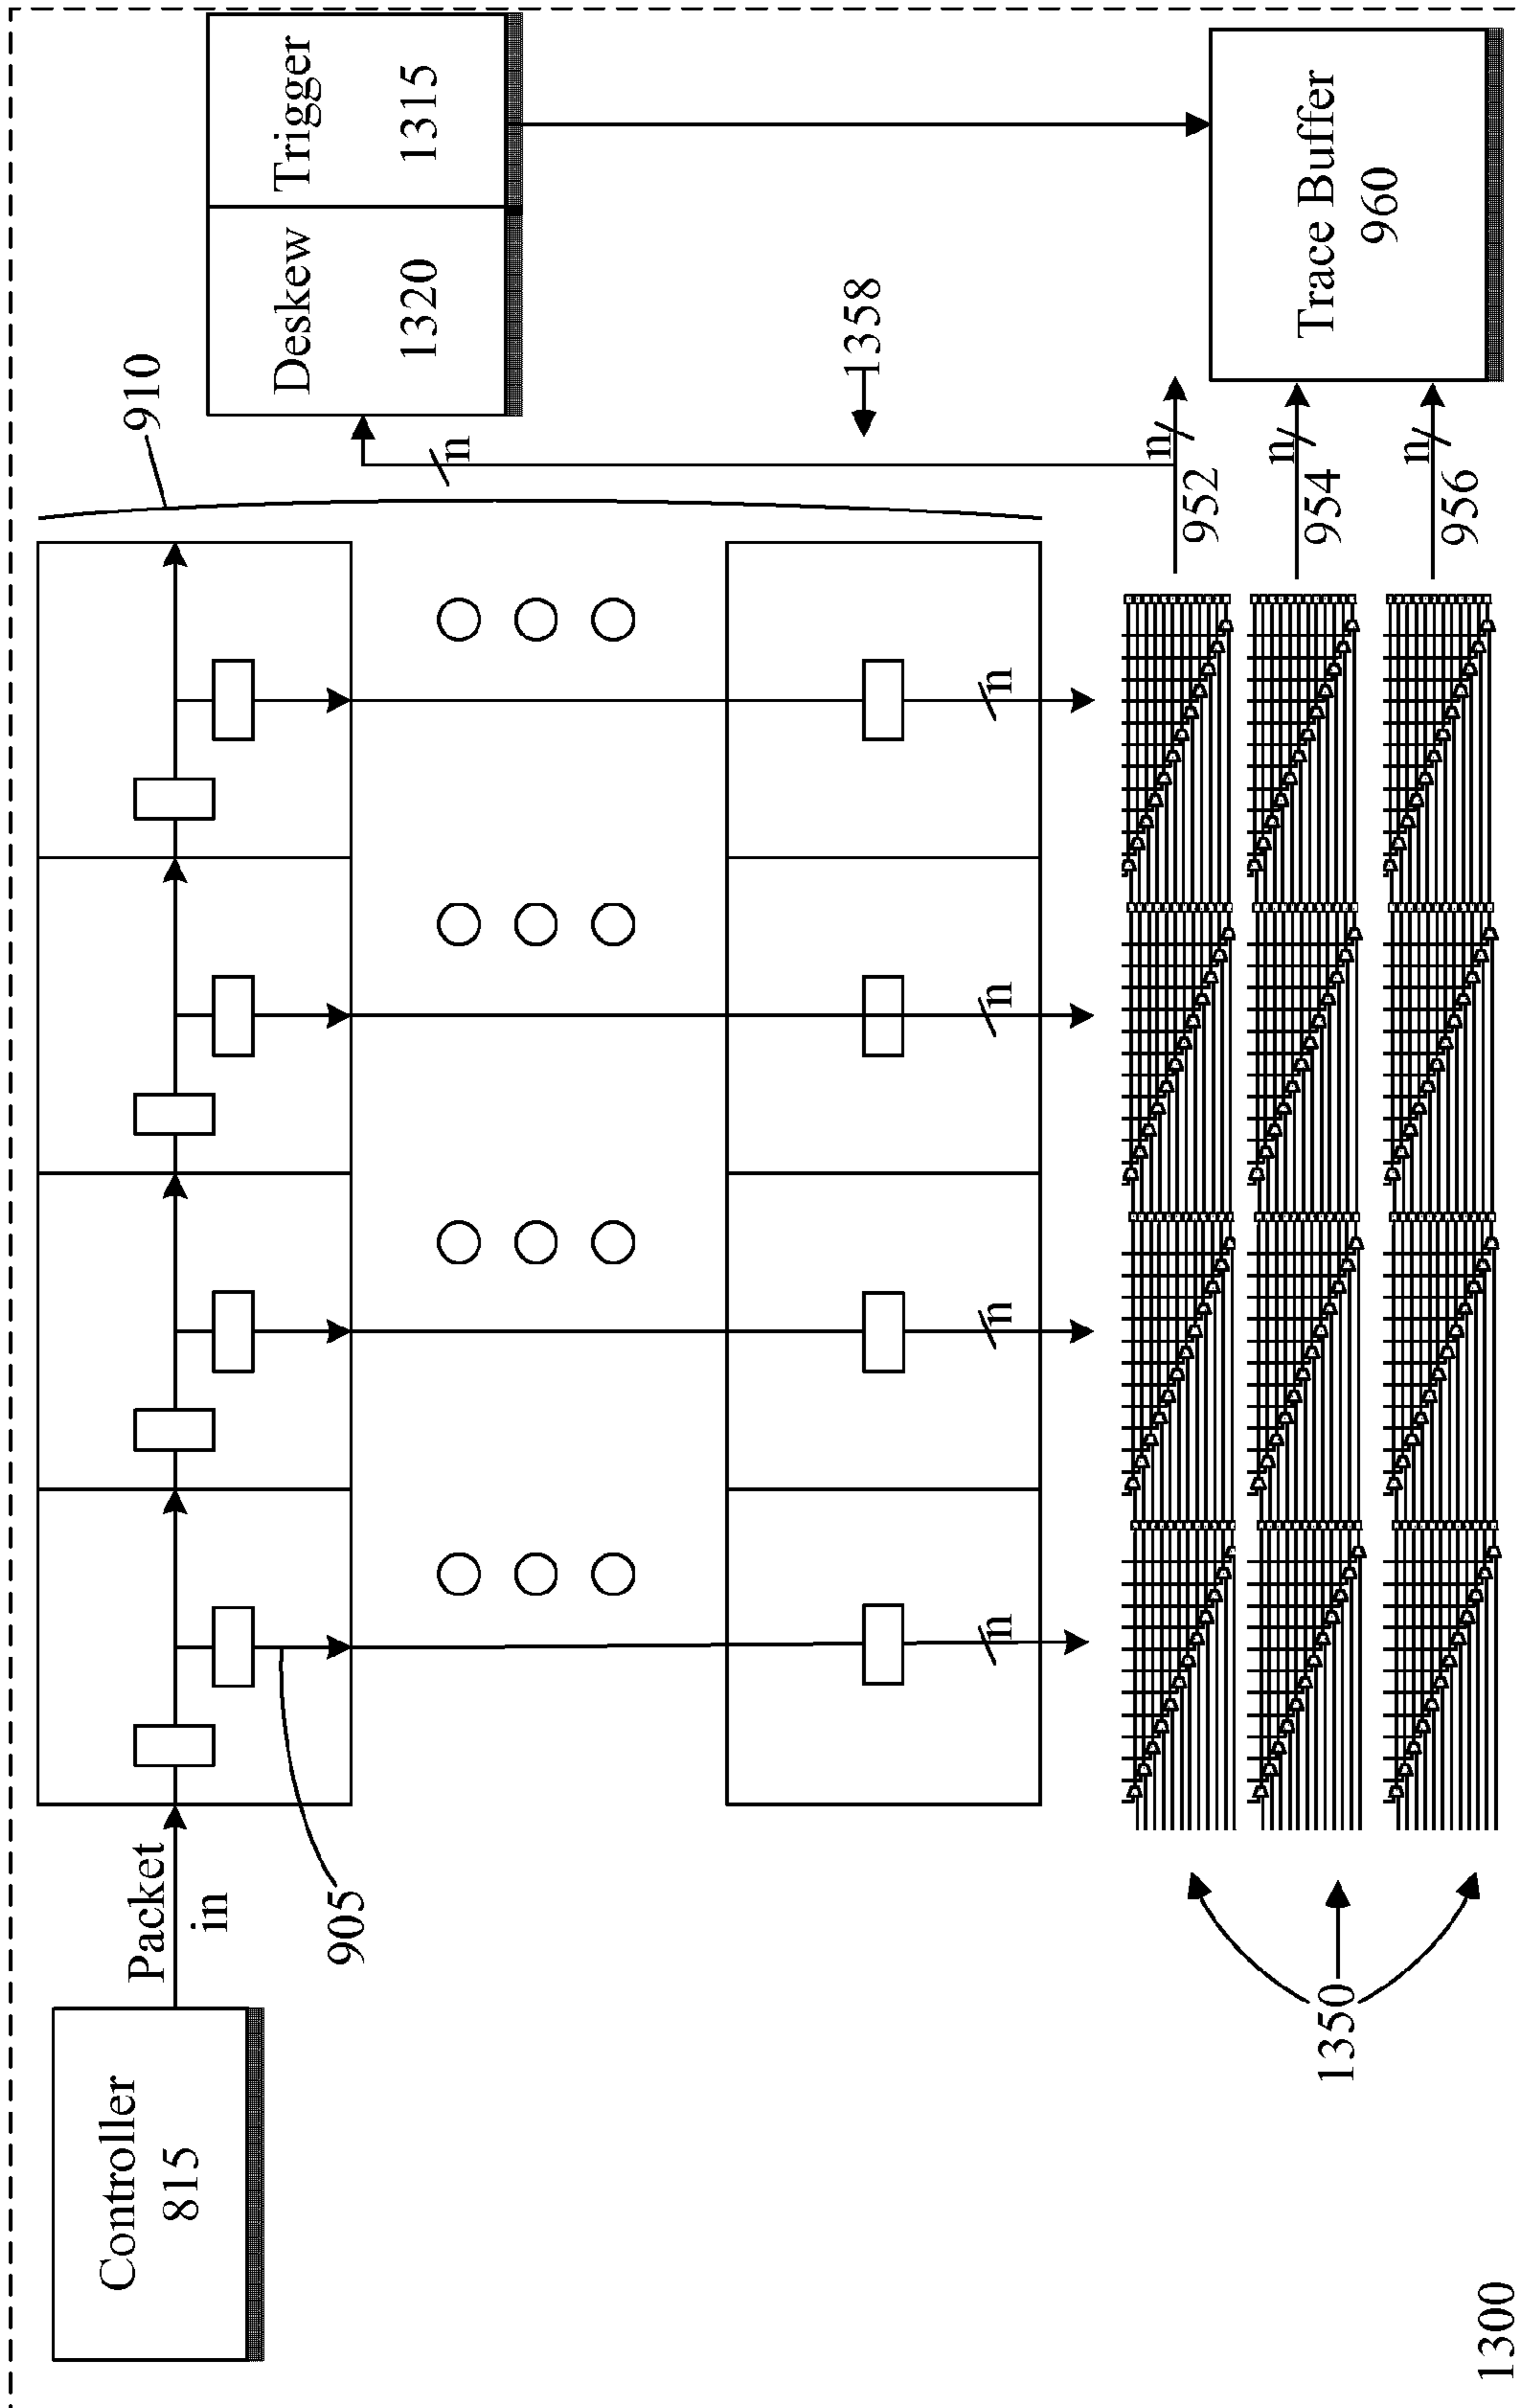 Controller
815
Packet
in
905
910
Deskew
1320
Trigger
1315
n
1358
n
n
n
n
n
952
n
954
n
956
Trace Buffer
960
1350
1300